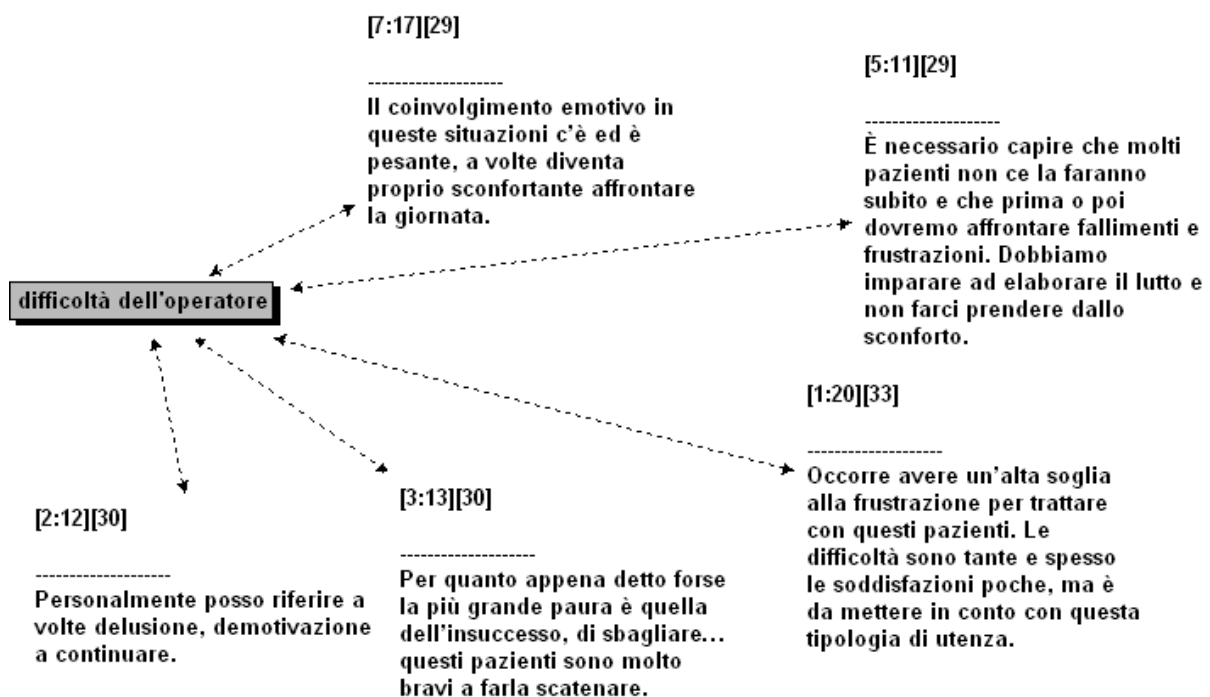 [7:17][29]
--------------------
Il coinvolgimento emotivo in
queste situazioni c'è ed è
pesante, a volte diventa
proprio sconfortante affrontare
la giornata.
[5:11][29]
--------------------
È necessario capire che molti
pazienti non ce la faranno
subito e che prima o poi
dovremo affrontare fallimenti e
frustrazioni. Dobbiamo
imparare ad elaborare il lutto e
non farci prendere dallo
sconforto.
difficoltà dell'operatore
[1:20][33]
--------------------
Occorre avere un'alta soglia
alla frustrazione per trattare
con questi pazienti. Le
difficoltà sono tante e spesso
le soddisfazioni poche, ma è
da mettere in conto con questa
tipologia di utenza.
[3:13][30]
--------------------
Per quanto appena detto forse
la più grande paura è quella
dell'insuccesso, di sbagliare...
questi pazienti sono molto
bravi a farla scatenare.
[2:12][30]
--------------------
Personalmente posso riferire a
volte delusione, demotivazione
a continuare.